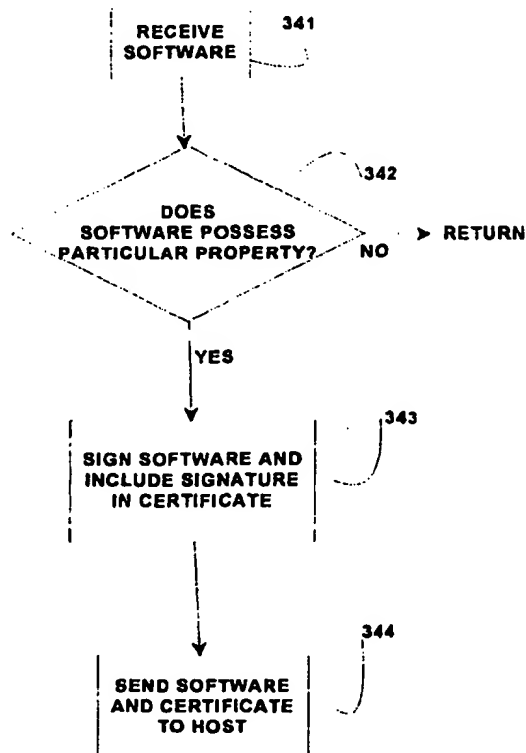 RECEIVE
SOFTWARE
341
342
DOES
SOFTWARE POSSESS
PARTICULAR PROPERTY?
NO
RETURN
YES
343
SIGN SOFTWARE AND
INCLUDE SIGNATURE
IN CERTIFICATE
344
SEND SOFTWARE
AND CERTIFICATE
TO HOST